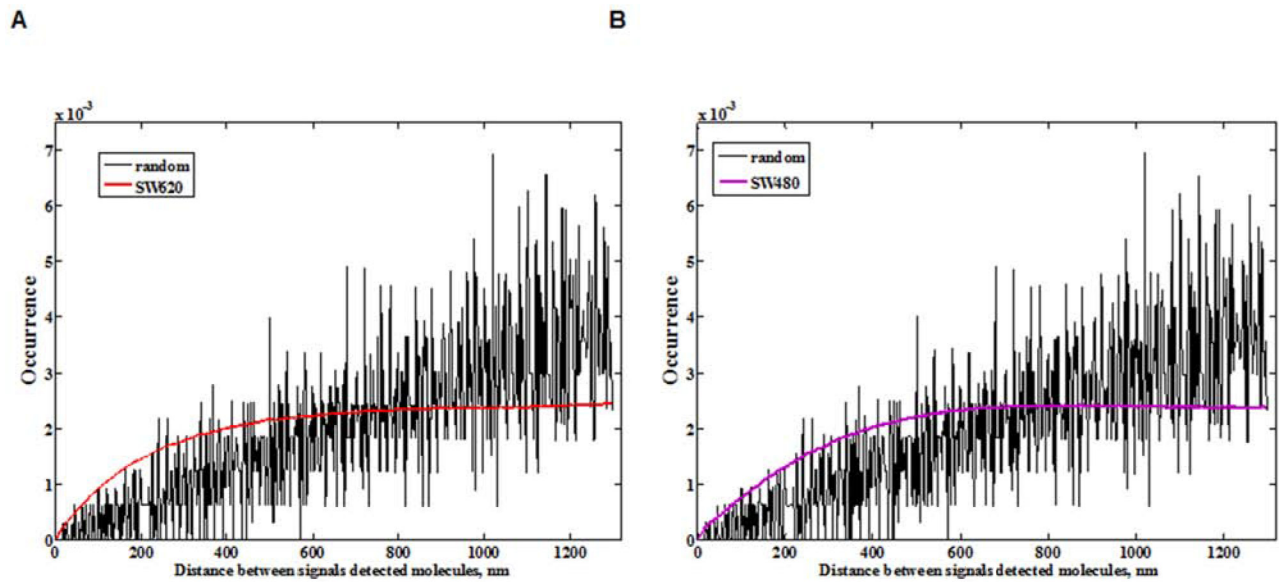 A
B
x 10-3
7
6
5
4
3
2
1
0
Occurrence
random
SW620
0 200 400 600 800 1000 1200
Distance between signals detected molecules, nm
x 10-3
7
6
5
4
3
2
1
0
Occurrence
random
SW480
0 200 400 600 800 1000 1200
Distance between signals detected molecules, nm